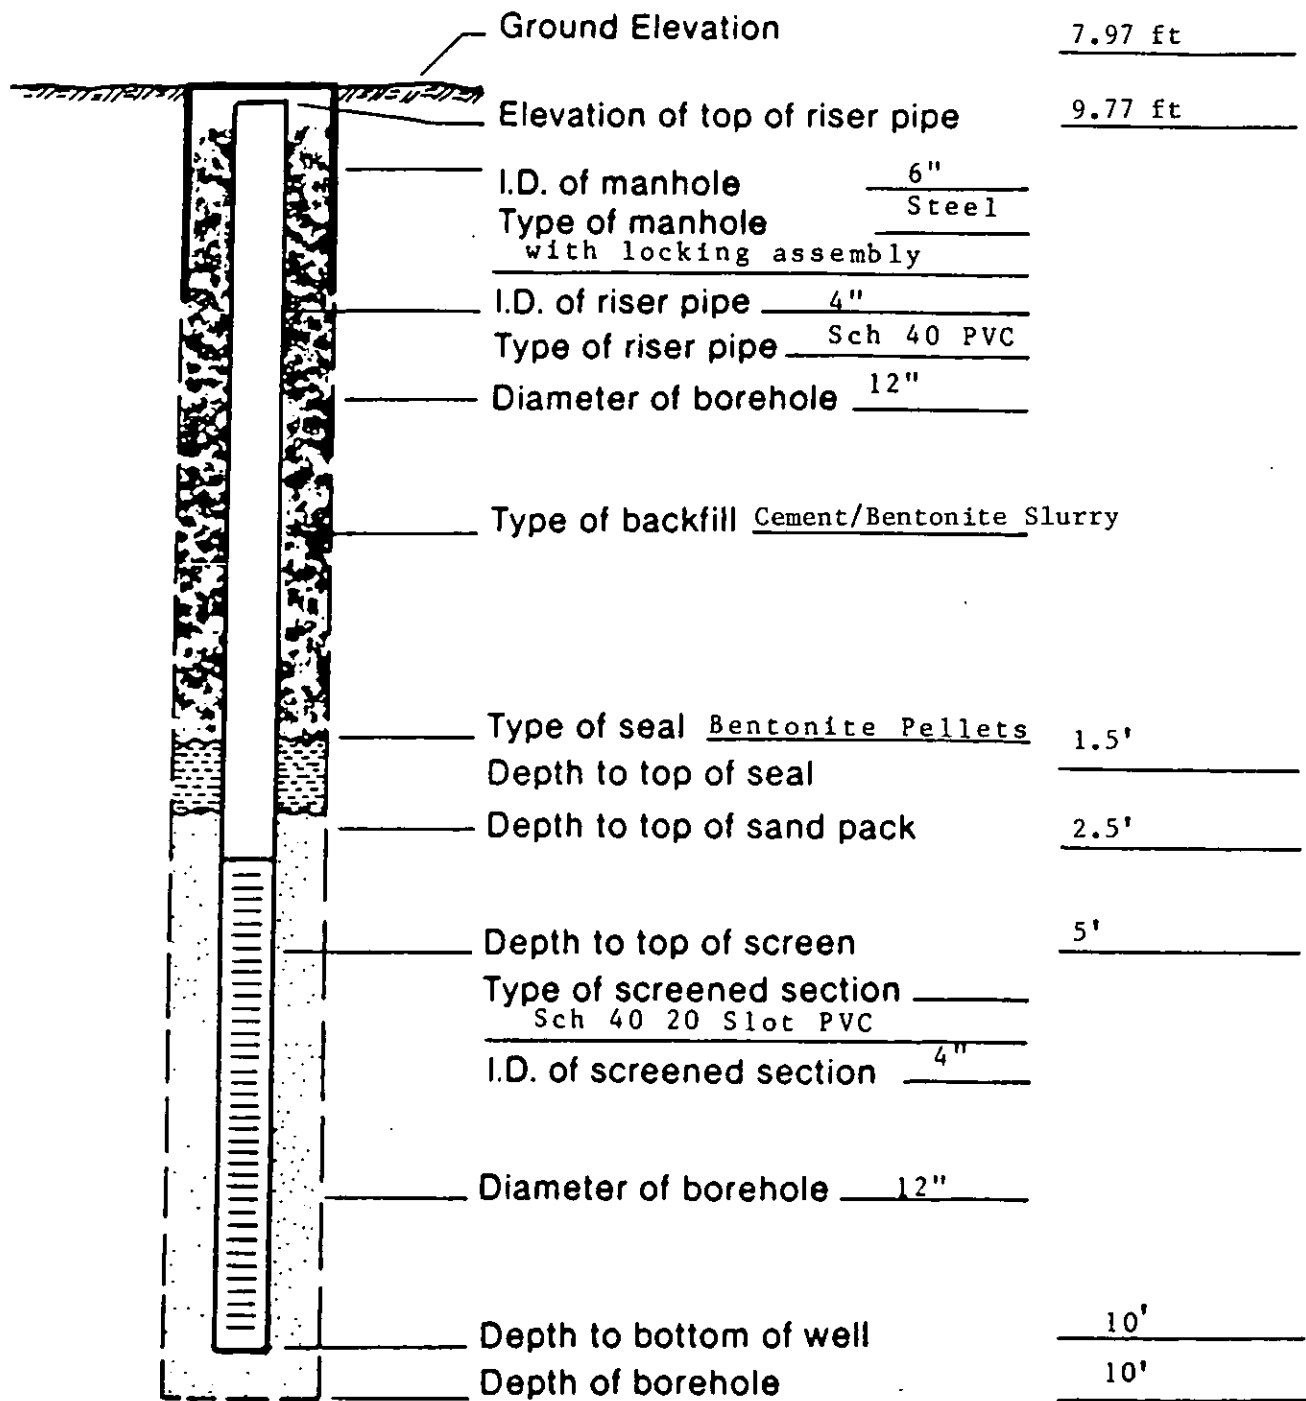 Ground Elevation 7.97 ft
Elevation of top of riser pipe 9.77 ft
I.D. of manhole 6"
Type of manhole Steel
with locking assembly
I.D. of riser pipe 4"
Type of riser pipe Sch 40 PVC
Diameter of borehole 12"
Type of backfill Cement/Bentonite Slurry
Type of seal Bentonite Pellets 1.5'
Depth to top of seal
Depth to top of sand pack 2.5'
Depth to top of screen 5'
Type of screened section
Sch 40 20 Slot PVC
I.D. of screened section 4"
Diameter of borehole 12"
Depth to bottom of well 10'
Depth of borehole 10'